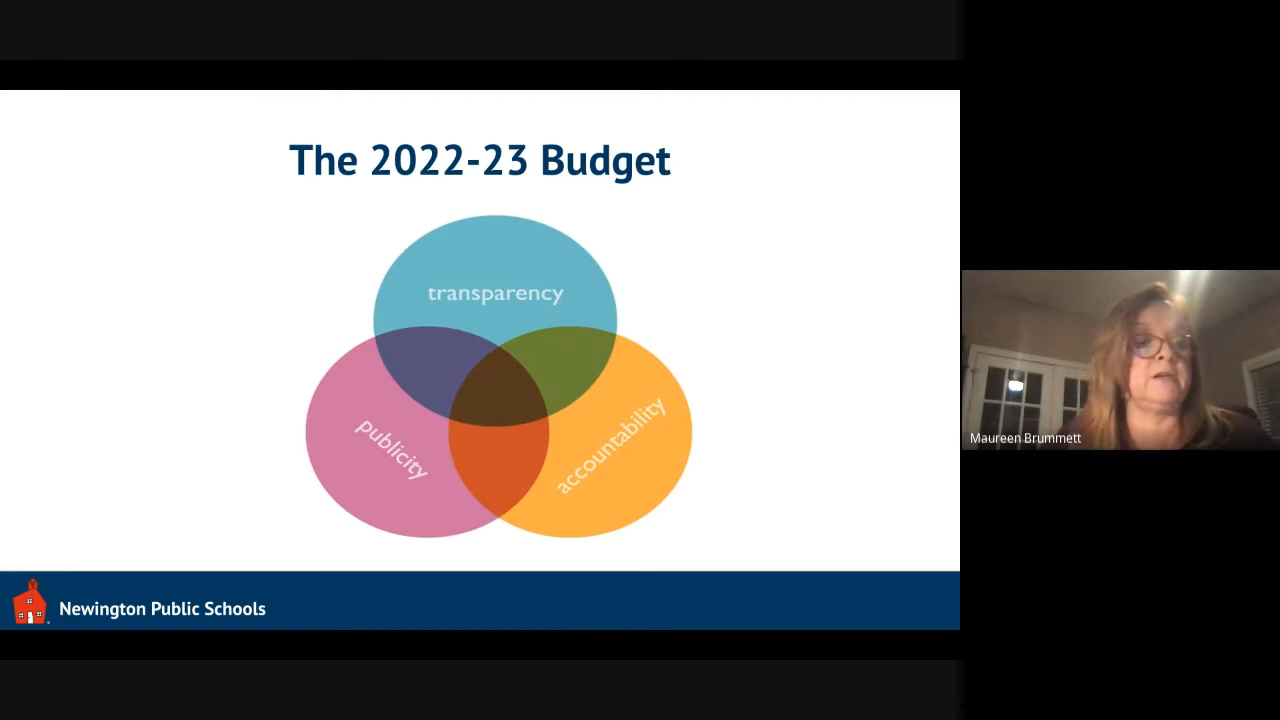 The 2022-23 Budget
transparency
publicity
accountability
Maureen Brummett
Newington Public Schools